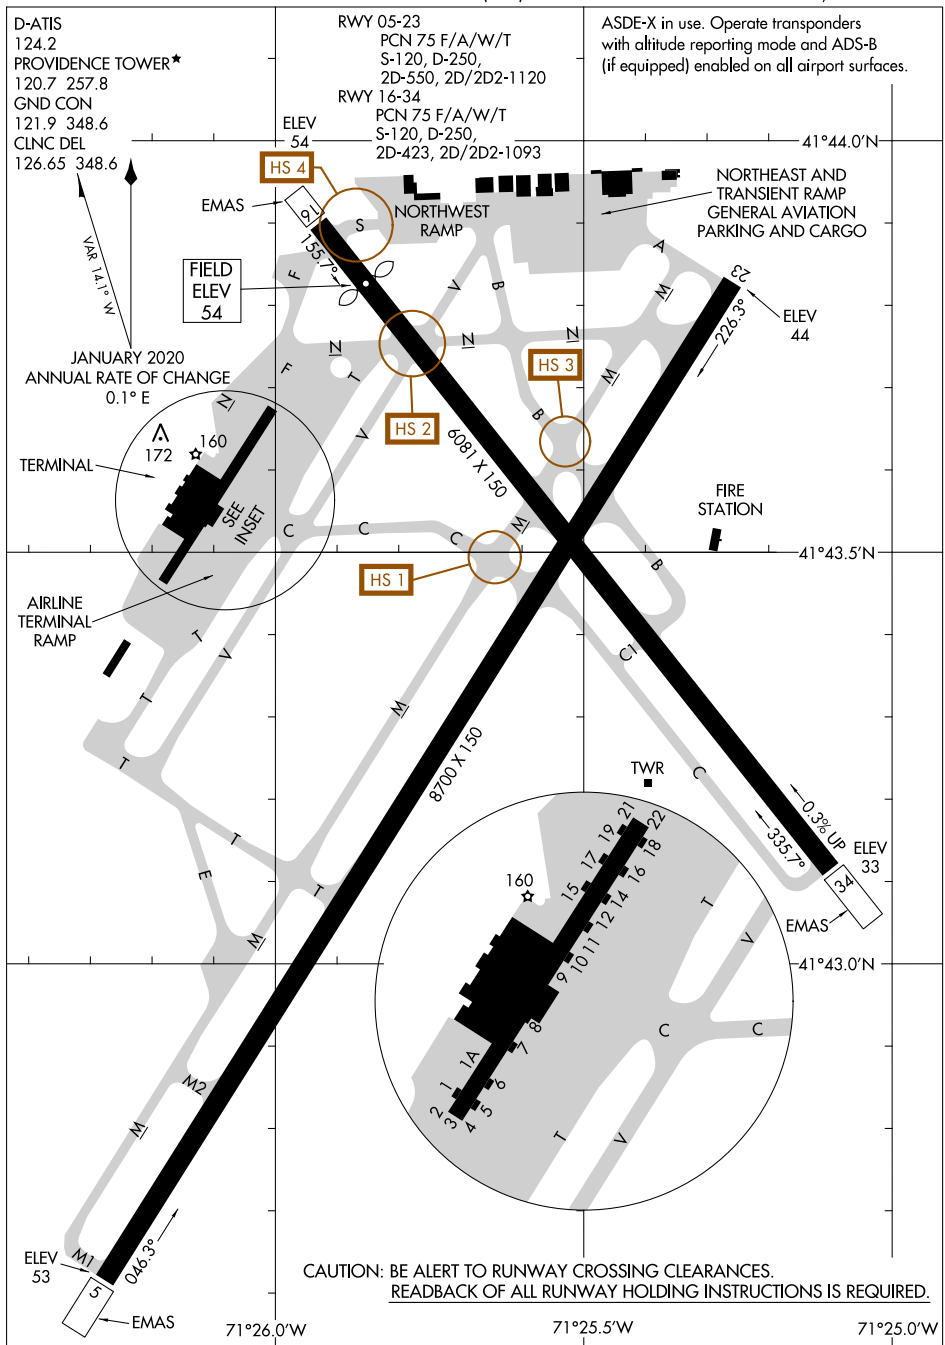 D-ATIS
124.2
PROVIDENCE TOWER★
120.7 257.8
GND CON
121.9 348.6
CLNC DEL
126.65 348.6
RWY 05-23
PCN 75 F/A/W/T
S-120, D-250,
2D-550, 2D/2D2-1120
RWY 16-34
PCN 75 F/A/W/T
S-120, D-250,
2D-423, 2D/2D2-1093
ASDE-X in use. Operate transponders
with altitude reporting mode and ADS-B
(if equipped) enabled on all airport surfaces.
ELEV
54
41°44.0'N
HS 4
EMAS
16
S
NORTHWEST
RAMP
NORTHEAST AND
TRANSIENT RAMP
GENERAL AVIATION
PARKING AND CARGO
VAR 14.1° W
155.7°
F
FIELD
ELEV
54
V
B
A
M
23
ELEV
44
226.3°
JANUARY 2020
ANNUAL RATE OF CHANGE
0.1° E
N
N
N
F
T
HS 3
M
N
V
HS 2
B
6081 X 150
172
160
TERMINAL
SEE
INSET
C
C
C
M
FIRE
STATION
41°43.5'N
HS 1
B
AIRLINE
TERMINAL
RAMP
T
V
C1
T
M
T
8700 X 150
TWR
C
0.3% UP
335.7°
ELEV
33
34
EMAS
T
E
T
M
41°43.0'N
21
22
19
18
17
16
15
14
12
11
10
9
160
8
7
1A
6
1
5
2
4
3
T
V
C
C
T
V
M2
M
046.3°
M1
ELEV
53
5
EMAS
CAUTION: BE ALERT TO RUNWAY CROSSING CLEARANCES.
READBACK OF ALL RUNWAY HOLDING INSTRUCTIONS IS REQUIRED.
71°26.0'W
71°25.5'W
71°25.0'W